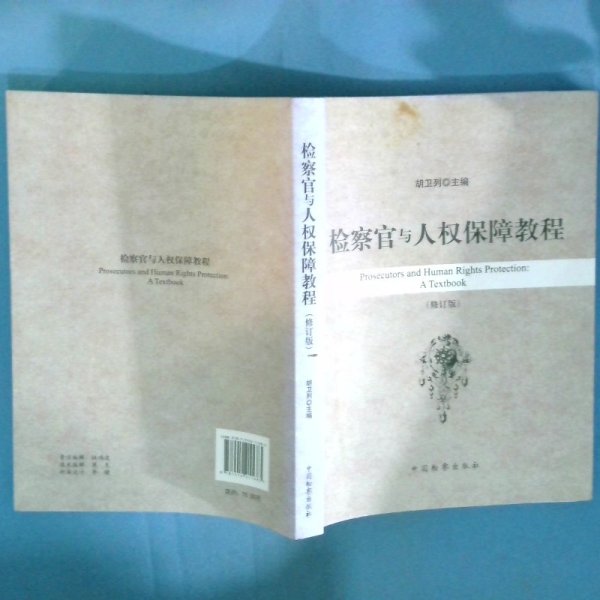 胡卫列◎主编
检察官与人权保障教程
Prosecutors and Human Rights Protection:
A Textbook
（修订版）
中国检察出版社
检察官与人权保障教程（修订版）
胡卫列◎主编
中国检察出版社
检察官与人权保障教程
Prosecutors and Human Rights Protection
A Textbook